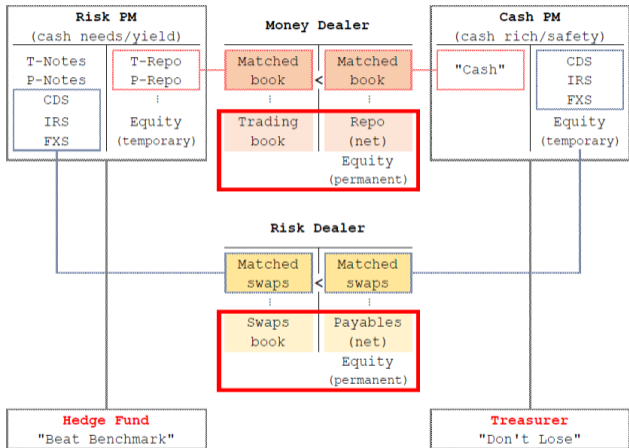 Risk PM
(cash needs/yield)
T-Notes
P-Notes
CDS
IRS
FXS
T-Repo
P-Repo
⋮
Equity
(temporary)
Money Dealer
Matched
book
<
Matched
book
⋮
⋮
Trading
book
Repo
(net)
Equity
(permanent)
Cash PM
(cash rich/safety)
"Cash"
CDS
IRS
FXS
Equity
(temporary)
Risk Dealer
Matched
swaps
<
Matched
swaps
⋮
⋮
Swaps
book
Payables
(net)
Equity
(permanent)
Hedge Fund
"Beat Benchmark"
Treasurer
"Don't Lose"